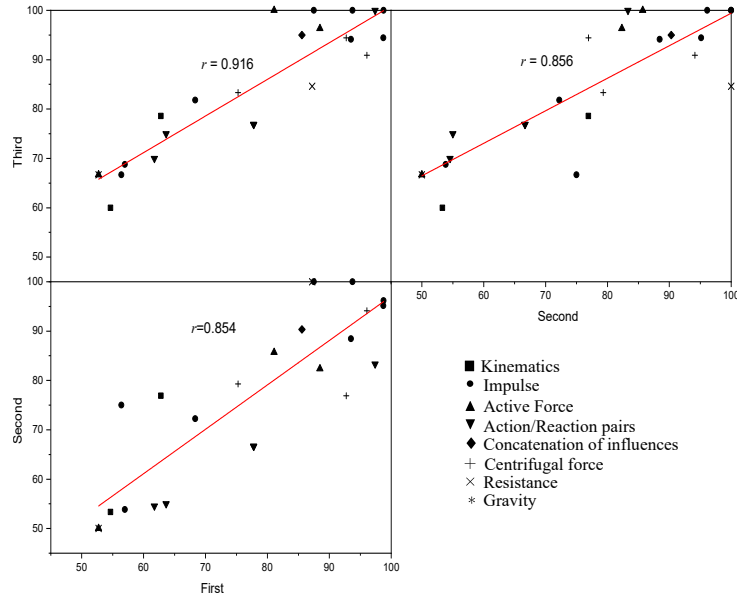 100
90
80
70
60
50
Third
r = 0.916
r = 0.856
50 60 70 80 90 100
Second
100
90
80
70
60
50
Second
r=0.854
50 60 70 80 90 100
First
Kinematics
Impulse
Active Force
Action/Reaction pairs
Concatenation of influences
Centrifugal force
Resistance
Gravity